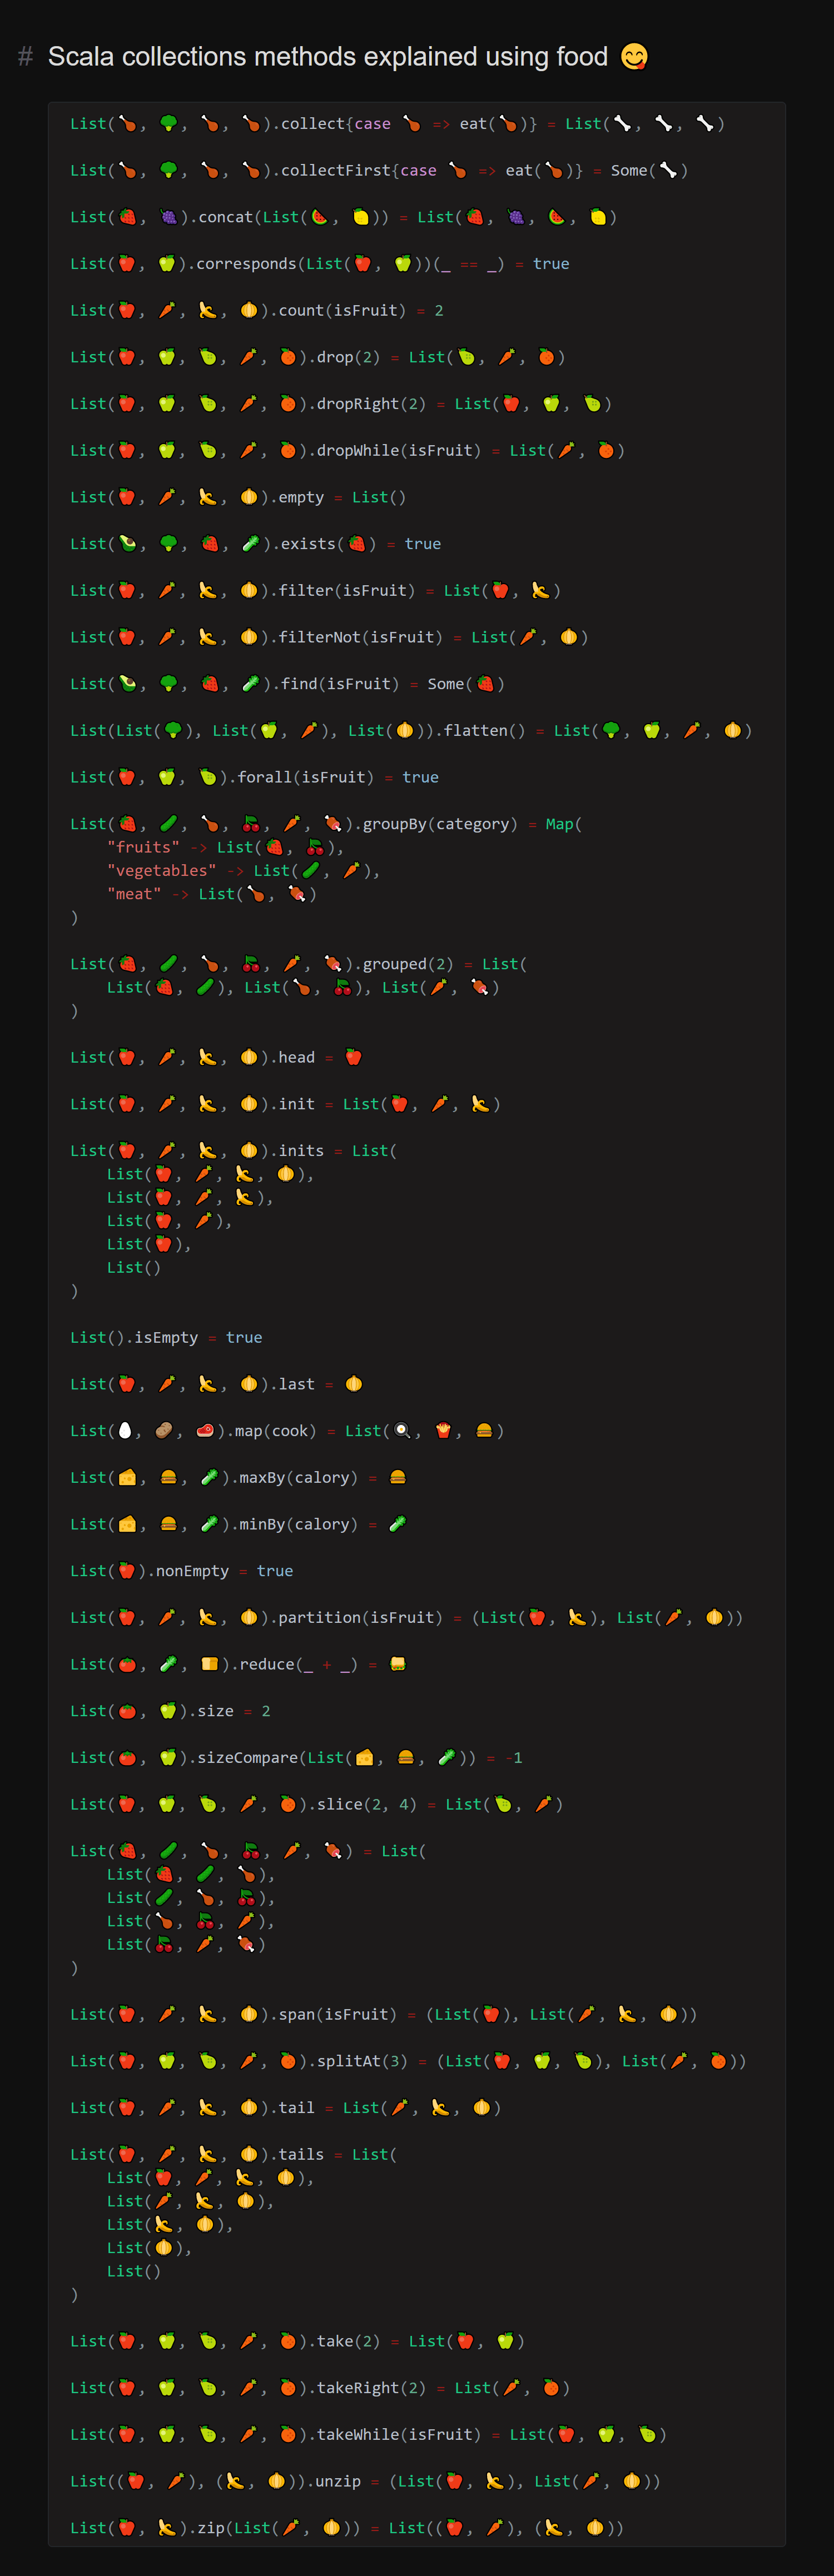 # Scala collections methods explained using food 😋
List(🍗, 🥦, 🍗, 🍗).collect{case 🍗 => eat(🍗)} = List(🦴, 🦴, 🦴)
List(🍗, 🥦, 🍗, 🍗).collectFirst{case 🍗 => eat(🍗)} = Some(🦴)
List(🍓, 🍇).concat(List(🍉, 🍋)) = List(🍓, 🍇, 🍉, 🍋)
List(🍎, 🍏).corresponds(List(🍎, 🍏))(_ == _) = true
List(🍎, 🥕, 🍌, 🧅).count(isFruit) = 2
List(🍎, 🍏, 🍈, 🥕, 🍊).drop(2) = List(🍈, 🥕, 🍊)
List(🍎, 🍏, 🍈, 🥕, 🍊).dropRight(2) = List(🍎, 🍏, 🍈)
List(🍎, 🍏, 🍈, 🥕, 🍊).dropWhile(isFruit) = List(🥕, 🍊)
List(🍎, 🥕, 🍌, 🧅).empty = List()
List(🥑, 🥦, 🍓, 🥬).exists(🍓) = true
List(🍎, 🥕, 🍌, 🧅).filter(isFruit) = List(🍎, 🍌)
List(🍎, 🥕, 🍌, 🧅).filterNot(isFruit) = List(🥕, 🧅)
List(🥑, 🥦, 🍓, 🥬).find(isFruit) = Some(🍓)
List(List(🥦), List(🍏, 🥕), List(🧅)).flatten() = List(🥦, 🍏, 🥕, 🧅)
List(🍎, 🍏, 🍈).forall(isFruit) = true
List(🍓, 🥒, 🍗, 🍒, 🥕, 🍖).groupBy(category) = Map(
    "fruits" -> List(🍓, 🍒),
    "vegetables" -> List(🥒, 🥕),
    "meat" -> List(🍗, 🍖)
)
List(🍓, 🥒, 🍗, 🍒, 🥕, 🍖).grouped(2) = List(
    List(🍓, 🥒), List(🍗, 🍒), List(🥕, 🍖)
)
List(🍎, 🥕, 🍌, 🧅).head = 🍎
List(🍎, 🥕, 🍌, 🧅).init = List(🍎, 🥕, 🍌)
List(🍎, 🥕, 🍌, 🧅).inits = List(
    List(🍎, 🥕, 🍌, 🧅),
    List(🍎, 🥕, 🍌),
    List(🍎, 🥕),
    List(🍎),
    List()
)
List().isEmpty = true
List(🍎, 🥕, 🍌, 🧅).last = 🧅
List(🥚, 🥔, 🥩).map(cook) = List(🍳, 🍟, 🍔)
List(🧀, 🍔, 🥬).maxBy(calory) = 🍔
List(🧀, 🍔, 🥬).minBy(calory) = 🥬
List(🍎).nonEmpty = true
List(🍎, 🥕, 🍌, 🧅).partition(isFruit) = (List(🍎, 🍌), List(🥕, 🧅))
List(🍅, 🥬, 🍞).reduce(_ + _) = 🥪
List(🍅, 🍏).size = 2
List(🍅, 🍏).sizeCompare(List(🧀, 🍔, 🥬)) = -1
List(🍎, 🍏, 🍈, 🥕, 🍊).slice(2, 4) = List(🍈, 🥕)
List(🍓, 🥒, 🍗, 🍒, 🥕, 🍖) = List(
    List(🍓, 🥒, 🍗),
    List(🥒, 🍗, 🍒),
    List(🍗, 🍒, 🥕),
    List(🍒, 🥕, 🍖)
)
List(🍎, 🥕, 🍌, 🧅).span(isFruit) = (List(🍎), List(🥕, 🍌, 🧅))
List(🍎, 🍏, 🍈, 🥕, 🍊).splitAt(3) = (List(🍎, 🍏, 🍈), List(🥕, 🍊))
List(🍎, 🥕, 🍌, 🧅).tail = List(🥕, 🍌, 🧅)
List(🍎, 🥕, 🍌, 🧅).tails = List(
    List(🍎, 🥕, 🍌, 🧅),
    List(🥕, 🍌, 🧅),
    List(🍌, 🧅),
    List(🧅),
    List()
)
List(🍎, 🍏, 🍈, 🥕, 🍊).take(2) = List(🍎, 🍏)
List(🍎, 🍏, 🍈, 🥕, 🍊).takeRight(2) = List(🥕, 🍊)
List(🍎, 🍏, 🍈, 🥕, 🍊).takeWhile(isFruit) = List(🍎, 🍏, 🍈)
List((🍎, 🥕), (🍌, 🧅)).unzip = (List(🍎, 🍌), List(🥕, 🧅))
List(🍎, 🍌).zip(List(🥕, 🧅)) = List((🍎, 🥕), (🍌, 🧅))